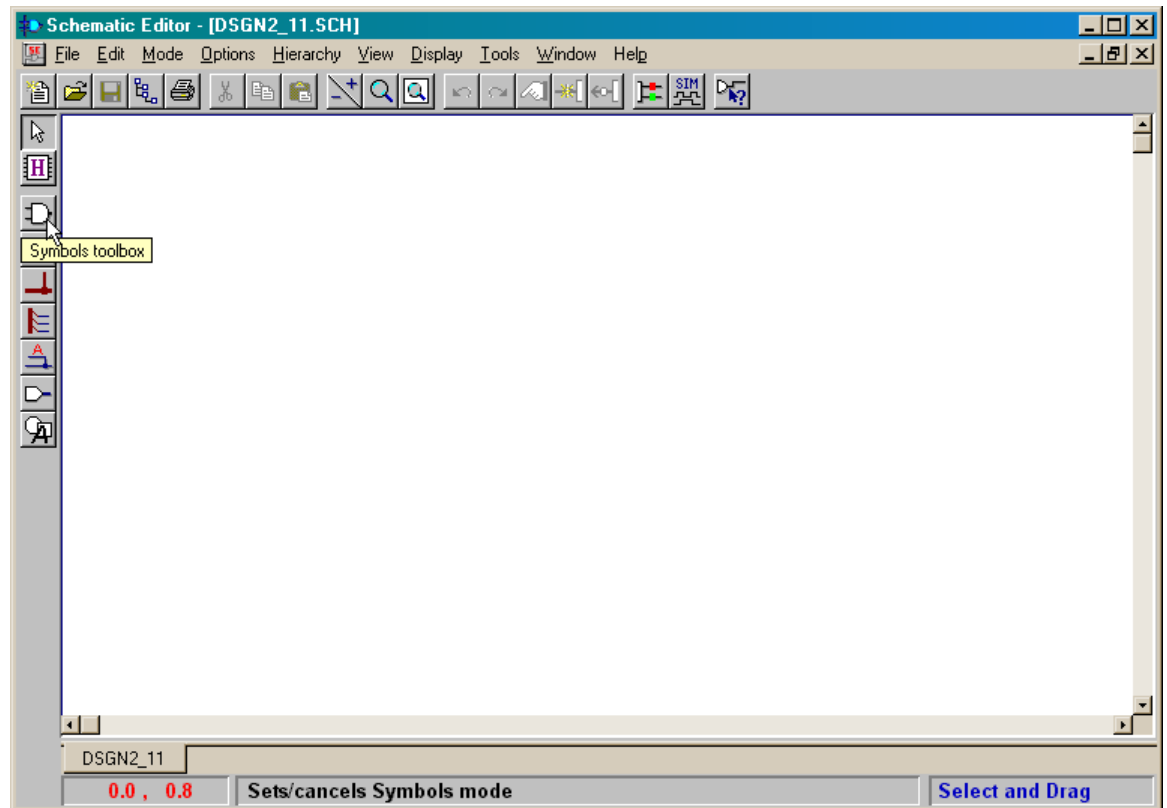 Schematic Editor - [DSGN2_11.SCH]
File Edit Mode Options Hierarchy View Display Tools Window Help
SIM
H
Symbols toolbox
A
A
DSGN2_11
0.0 , 0.8 Sets/cancels Symbols mode Select and Drag